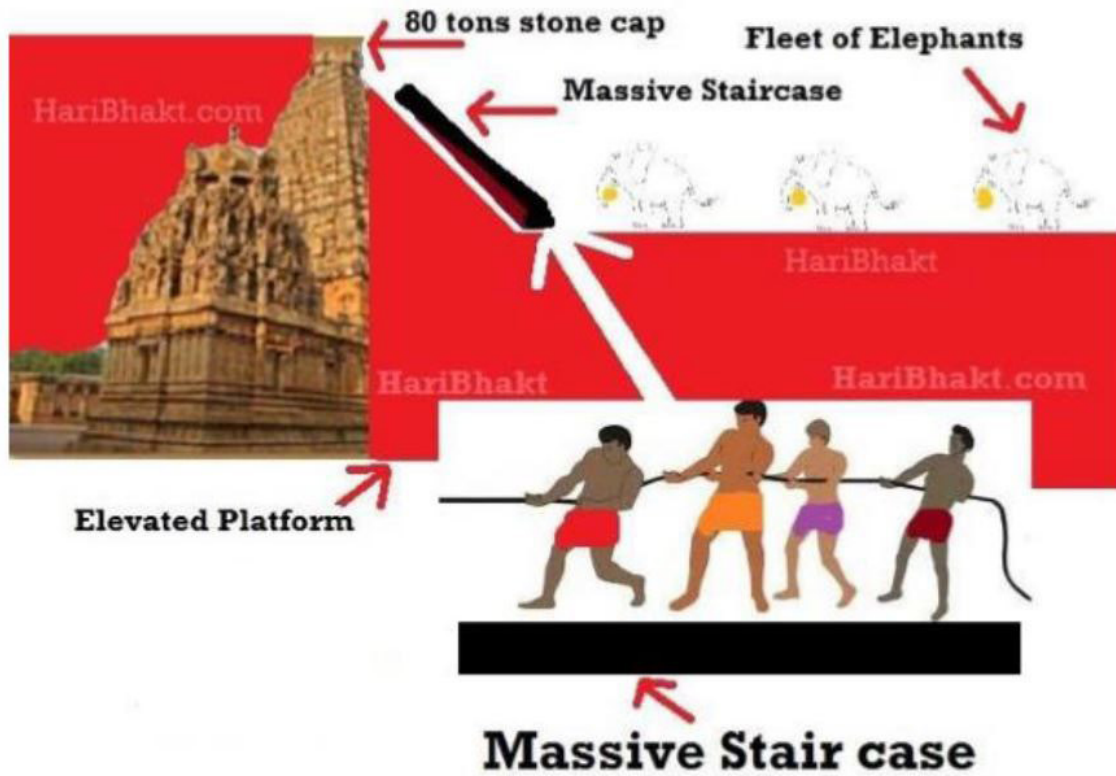 80 tons stone cap
Fleet of Elephants
Massive Staircase
HariBhakt.com
HariBhakt
HariBhakt
HariBhakt.com
Elevated Platform
Massive Stair case